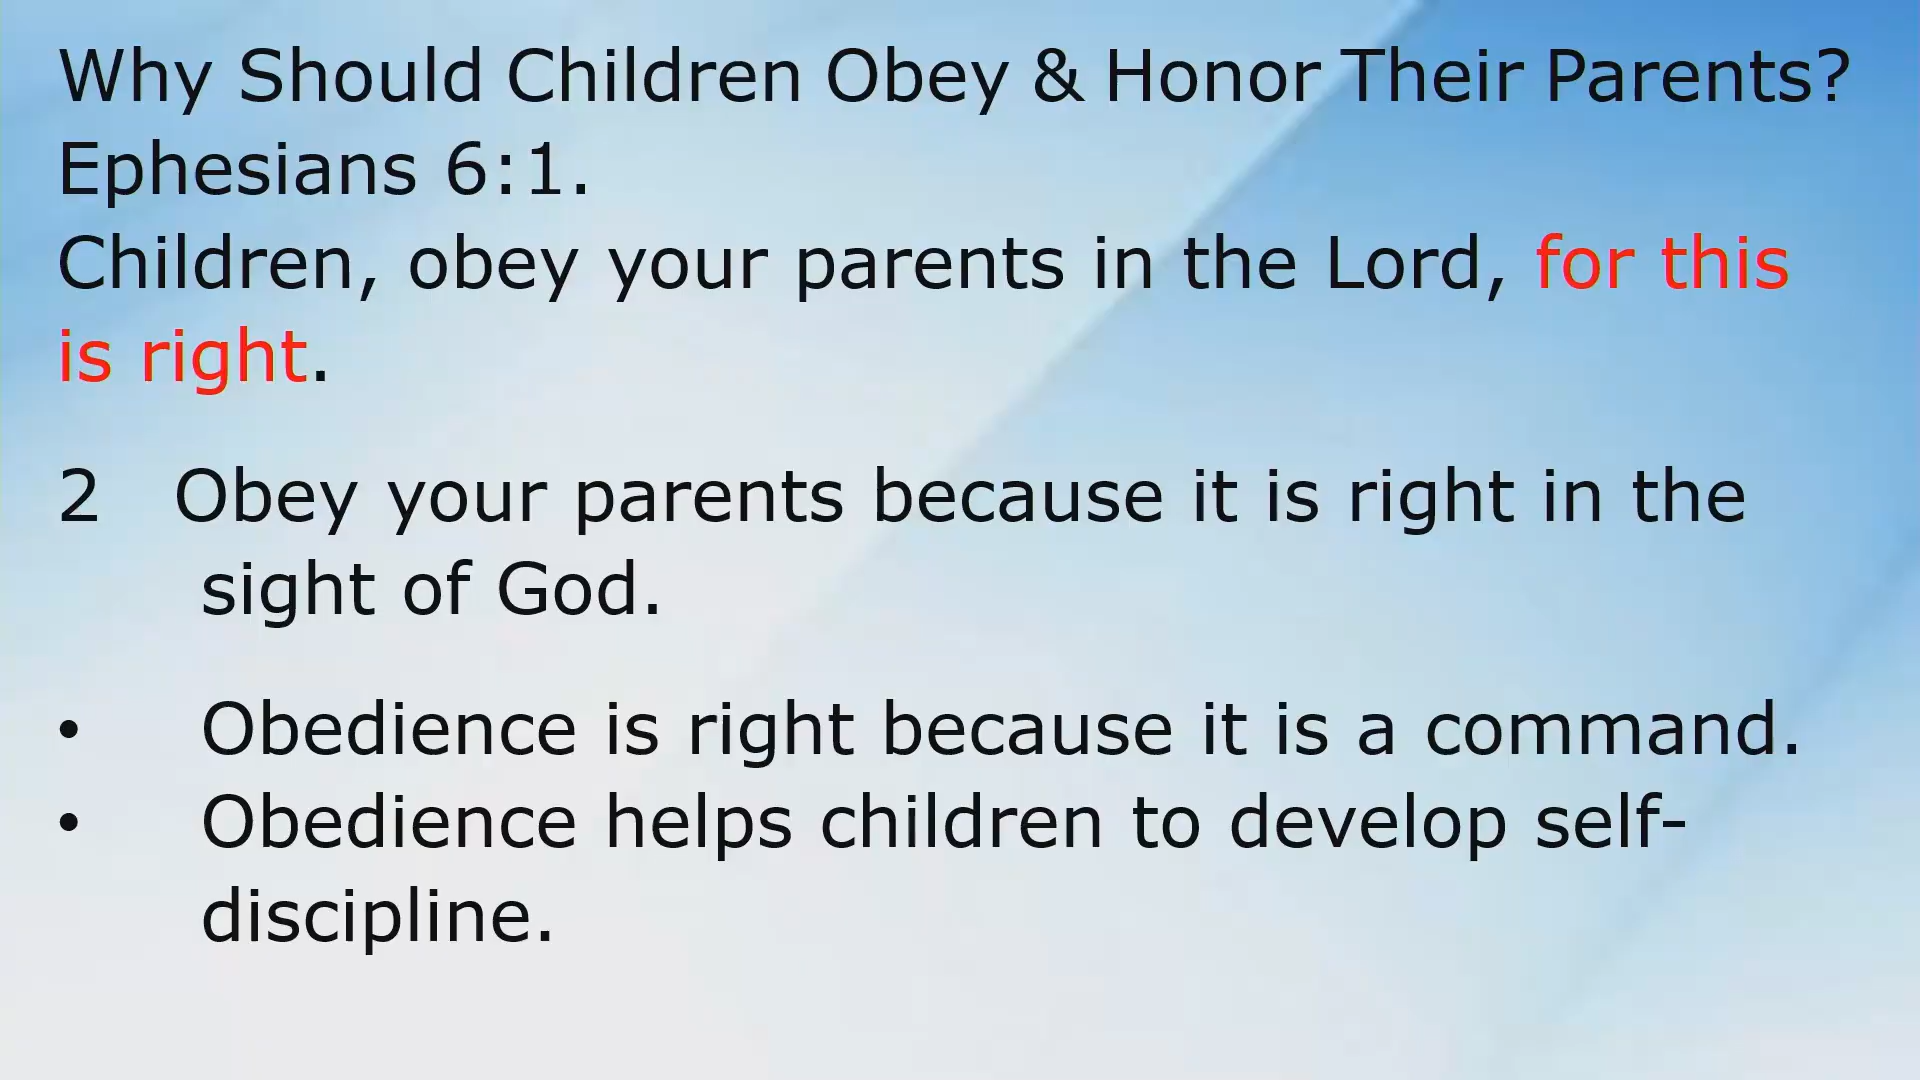 Why Should Children Obey & Honor Their Parents?
Ephesians 6:1.
Children, obey your parents in the Lord, for this
is right.
2 Obey your parents because it is right in the
sight of God.
• Obedience is right because it is a command.
• Obedience helps children to develop self-
discipline.